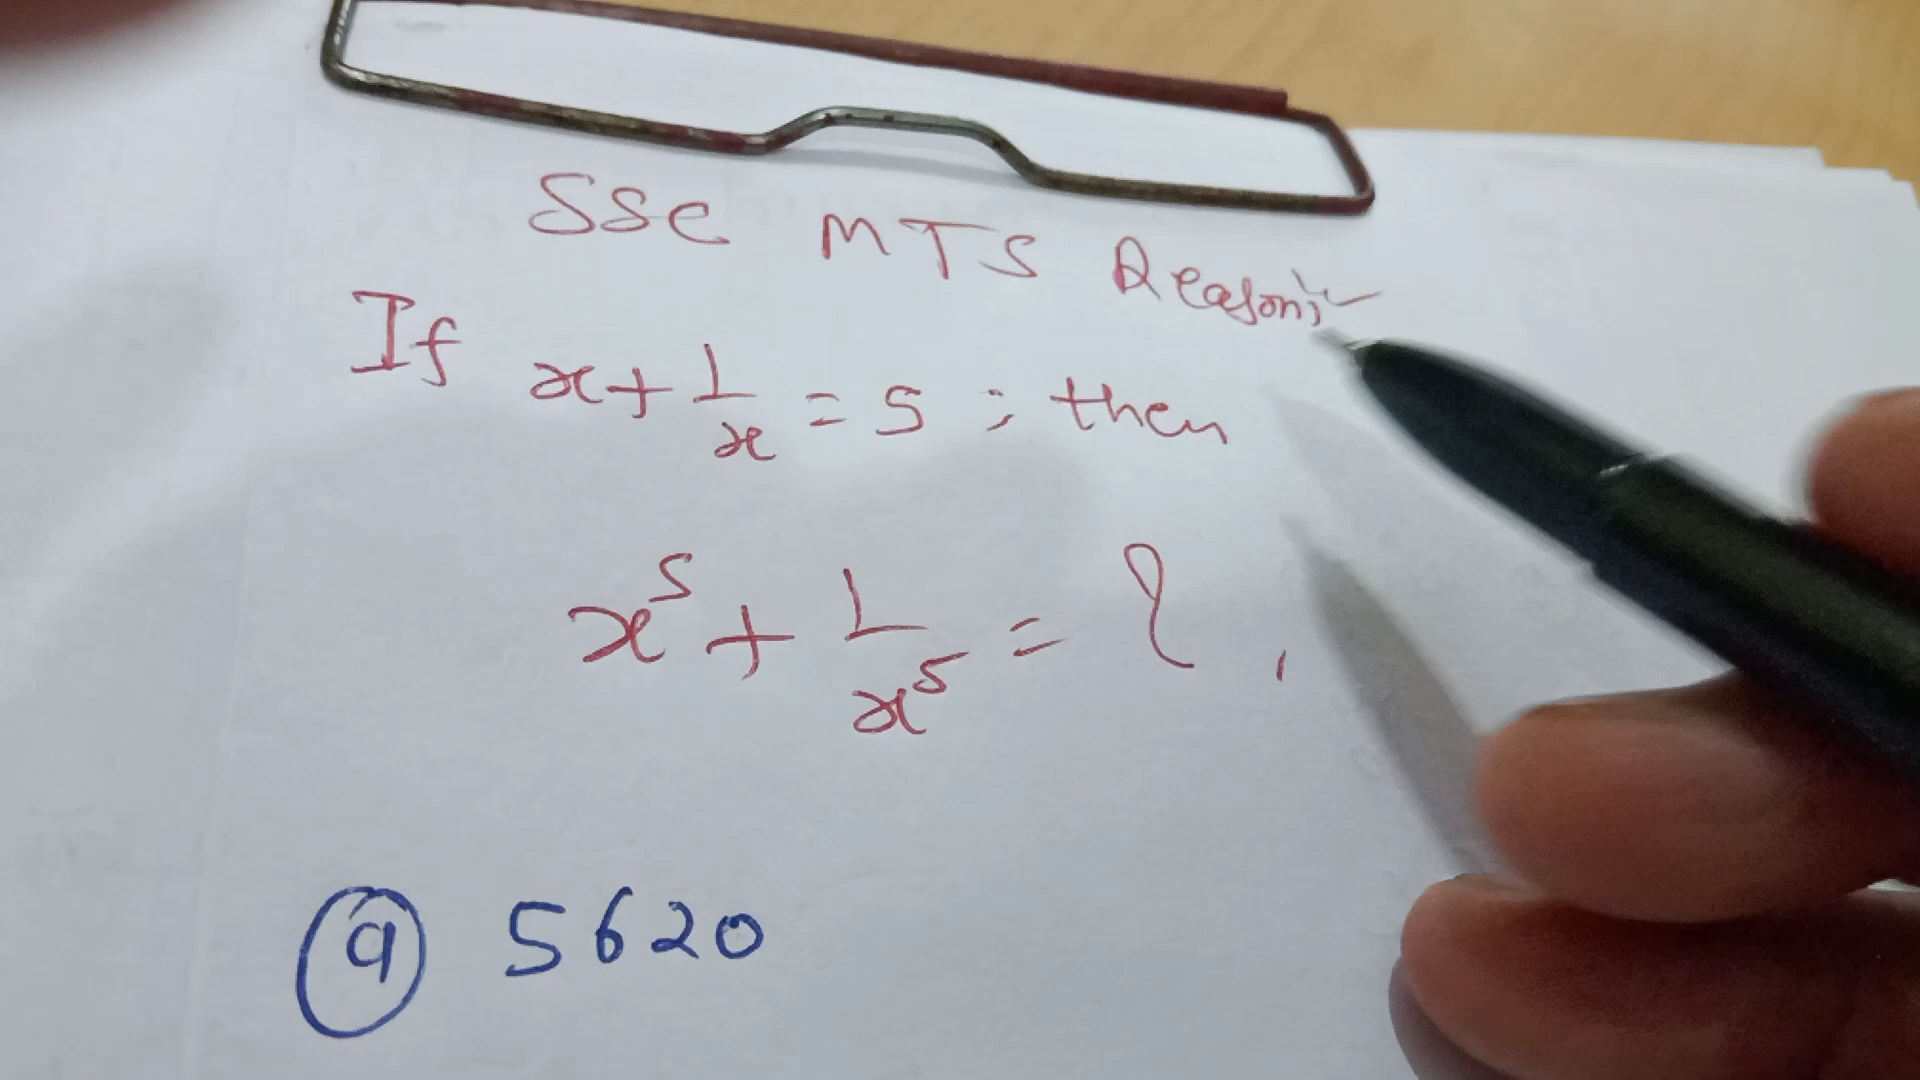 SSC MTS Reasoni
If x + 1/x = 5 ; then
x⁵ + 1/x⁵ = ? .
(a) 5620